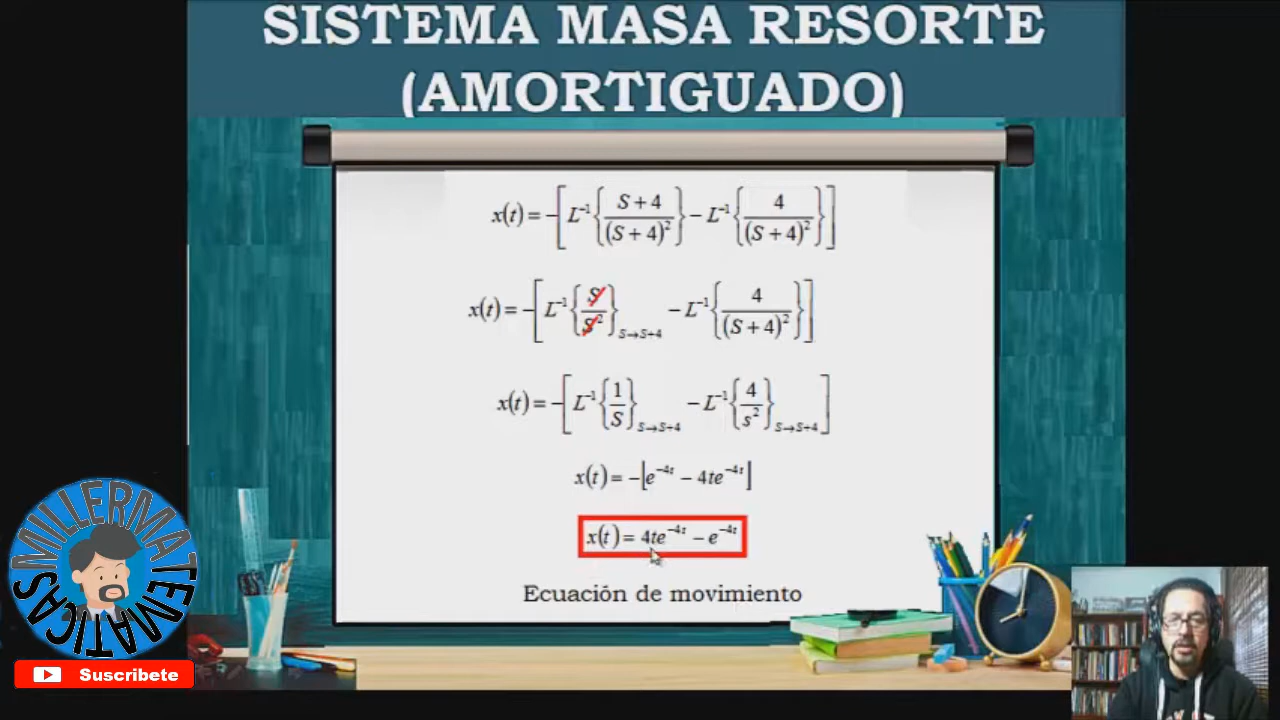 SISTEMA MASA RESORTE
(AMORTIGUADO)
x(t) = -[L⁻¹{(S + 4)/(S + 4)²} - L⁻¹{4/(S + 4)²}]
x(t) = -[L⁻¹{S/S²}S→S+4 - L⁻¹{4/(S + 4)²}]
x(t) = -[L⁻¹{1/S}S→S+4 - L⁻¹{4/s²}S→S+4]
x(t) = -[e⁻⁴ᵗ - 4te⁻⁴ᵗ]
x(t) = 4te⁻⁴ᵗ - e⁻⁴ᵗ
Ecuación de movimiento
MILLERMATEMATICAS
Suscribete